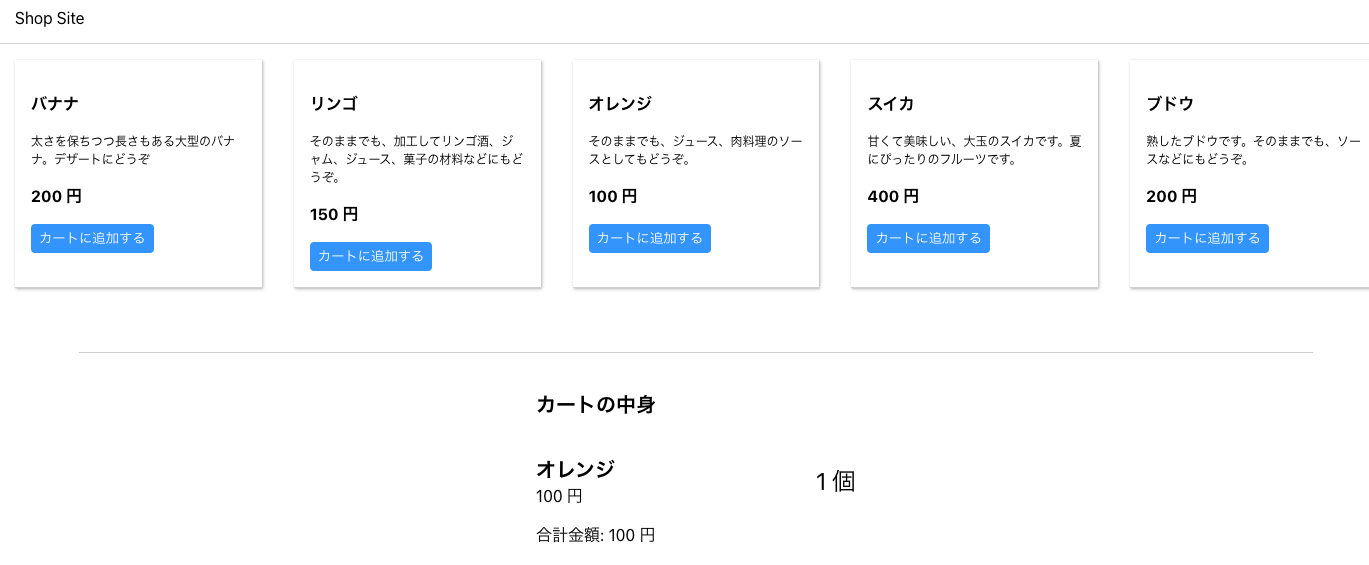 Shop Site
バナナ
太さを保ちつつ長さもある大型のバナ
ナ。デザートにどうぞ
200 円
カートに追加する
リンゴ
そのままでも、加工してリンゴ酒、ジ
ャム、ジュース、菓子の材料などにもど
うぞ。
150 円
カートに追加する
オレンジ
そのままでも、ジュース、肉料理のソー
スとしてもどうぞ。
100 円
カートに追加する
スイカ
甘くて美味しい、大玉のスイカです。夏
にぴったりのフルーツです。
400 円
カートに追加する
ブドウ
熟したブドウです。そのままでも、ソー
スなどにもどうぞ。
200 円
カートに追加する
カートの中身
オレンジ
100 円
1 個
合計金額: 100 円